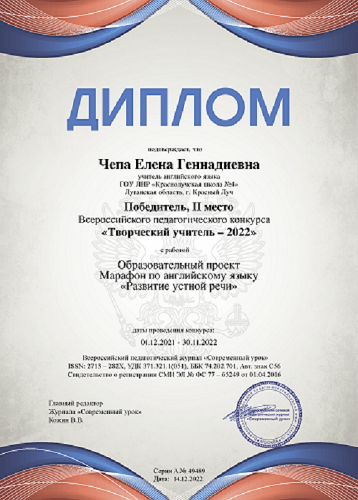 ДИПЛОМ
подтверждает, что
Чепа Елена Геннадиевна
учитель английского языка
ГОУ ЛНР «Краснолучская школа №4»
Луганская область, г. Красный Луч
Победитель, II место
Всероссийского педагогического конкурса
«Творческий учитель – 2022»
с работой
Образовательный проект
Марафон по английскому языку
«Развитие устной речи»
даты проведения конкурса:
01.12.2021 - 30.11.2022
Всероссийский педагогический журнал «Современный урок»
ISSN: 2713 – 282X, УДК 371.321.1(051), ББК 74.202.701, Авт. знак С56
Свидетельство о регистрации СМИ ЭЛ № ФС 77 – 65249 от 01.04.2016
Главный редактор
Журнала «Современный урок»
Кожин В.В.
Серия А № 49489
Дата: 14.12.2022